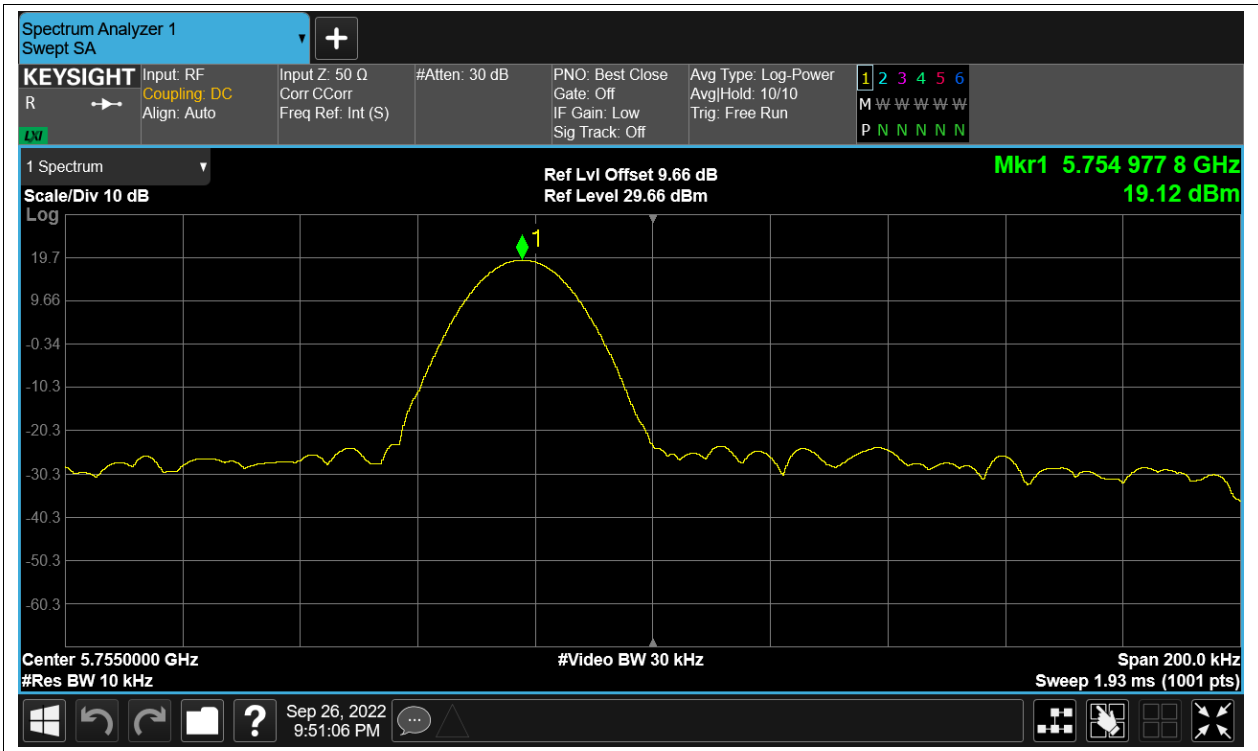 Spectrum Analyzer 1
Swept SA
KEYSIGHT
R
LXI
Input: RF
Coupling: DC
Align: Auto
Input Z: 50 Ω
Corr CCorr
Freq Ref: Int (S)
#Atten: 30 dB
PNO: Best Close
Gate: Off
IF Gain: Low
Sig Track: Off
Avg Type: Log-Power
Avg|Hold: 10/10
Trig: Free Run
1 2 3 4 5 6
M W W W W W
P N N N N N
1 Spectrum
Scale/Div 10 dB
Log
Ref Lvl Offset 9.66 dB
Ref Level 29.66 dBm
Mkr1 5.754 977 8 GHz
19.12 dBm
1
19.7
9.66
-0.34
-10.3
-20.3
-30.3
-40.3
-50.3
-60.3
Center 5.7550000 GHz
#Res BW 10 kHz
#Video BW 30 kHz
Span 200.0 kHz
Sweep 1.93 ms (1001 pts)
?
Sep 26, 2022
9:51:06 PM